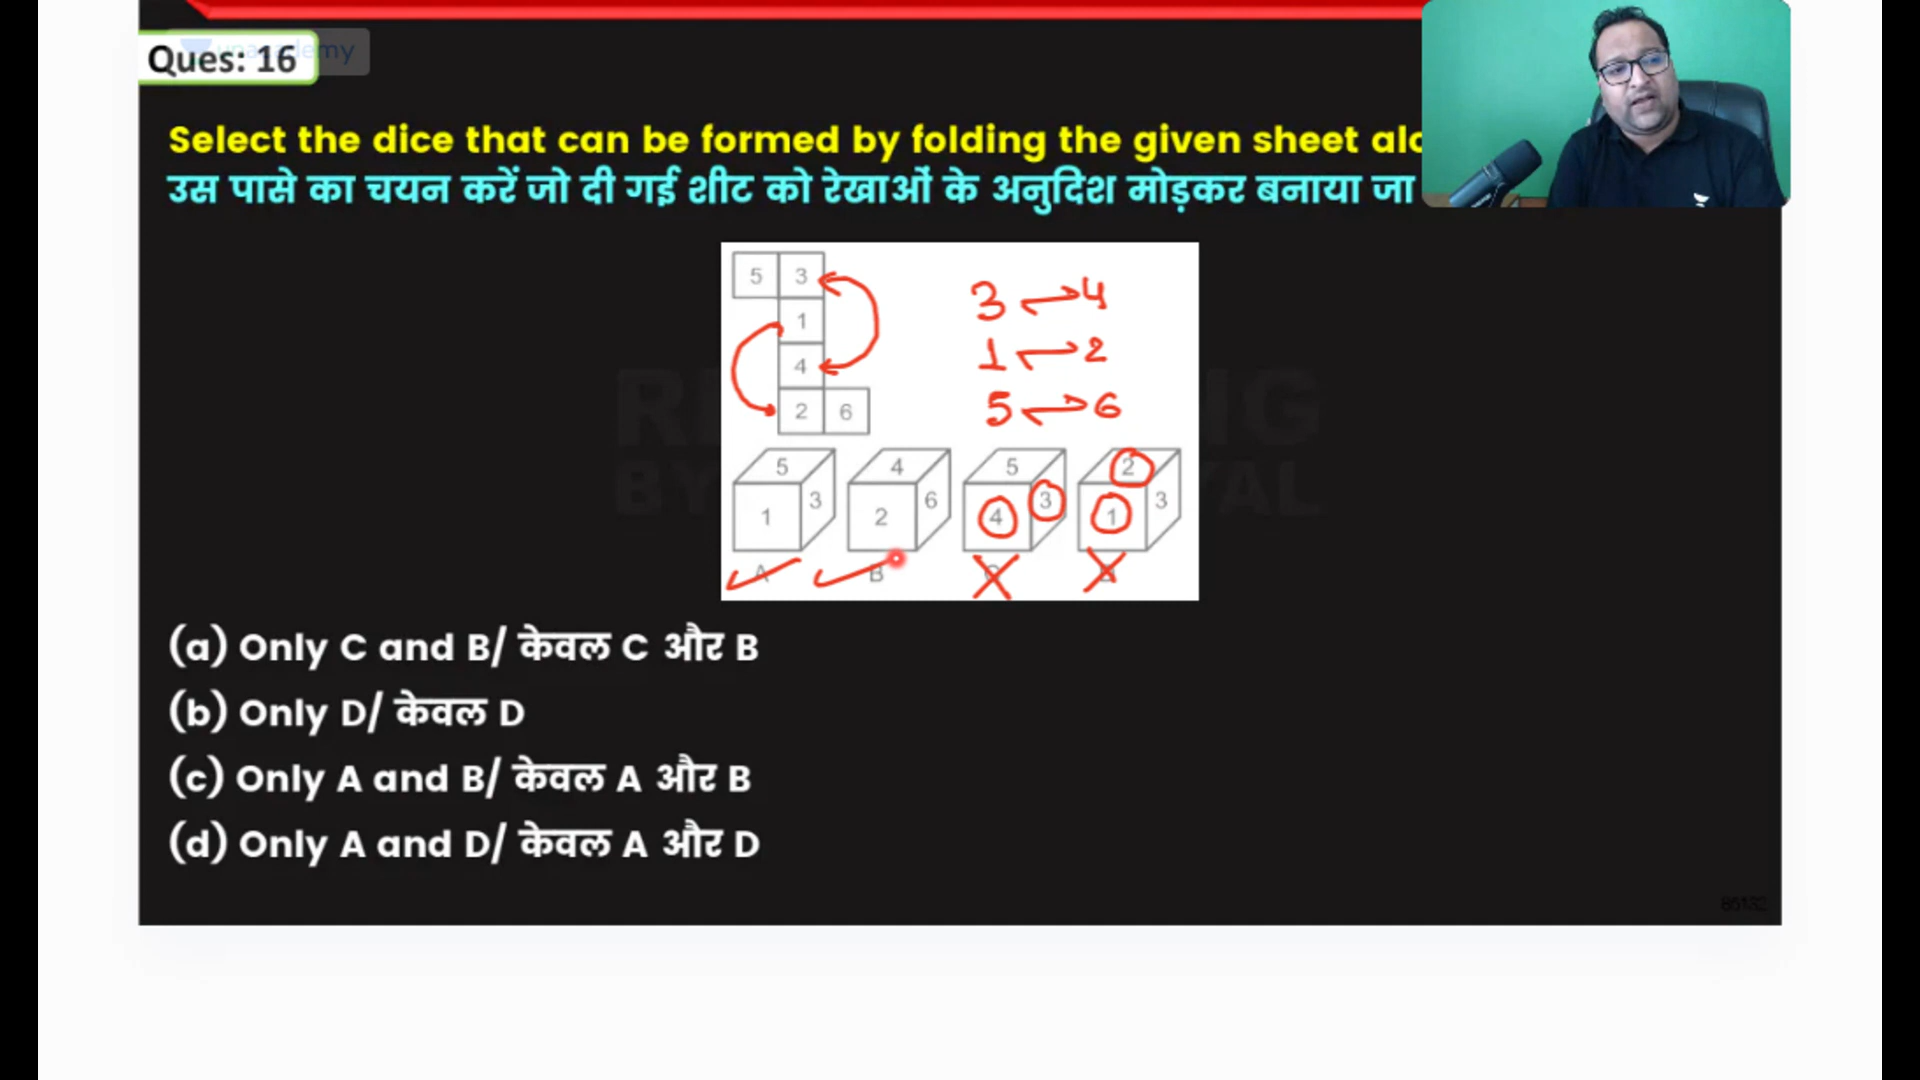 unacademy
Ques: 16
Select the dice that can be formed by folding the given sheet alo
उस पासे का चयन करें जो दी गई शीट को रेखाओं के अनुदिश मोड़कर बनाया जा
5 3
1
4
2 6
3 4
1 2
5 6
5 1 3
4 2 6
5 4 3
2 1 3
A B
(a) Only C and B/ केवल C और B
(b) Only D/ केवल D
(c) Only A and B/ केवल A और B
(d) Only A and D/ केवल A और D